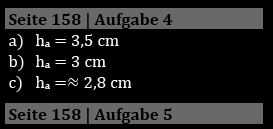 Seite 158 | Aufgabe 4
a) hₐ = 3,5 cm
b) hₐ = 3 cm
c) hₐ =≈ 2,8 cm
Seite 158 | Aufgabe 5